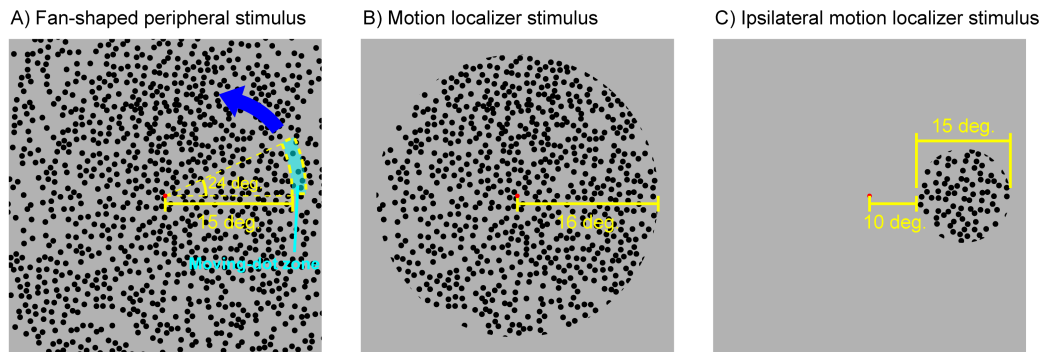 A) Fan-shaped peripheral stimulus
B) Motion localizer stimulus
C) Ipsilateral motion localizer stimulus
24 deg.
15 deg.
Moving-dot zone
16 deg.
15 deg.
10 deg.